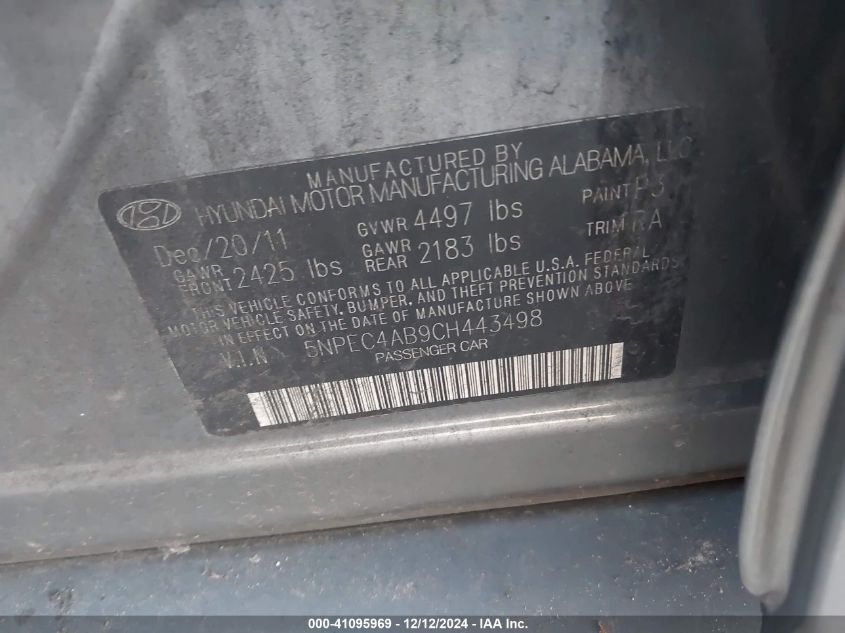 MANUFACTURED BY
HYUNDAI MOTOR MANUFACTURING ALABAMA, LLC
Dec/20/11 GVWR 4497 lbs PAINT P3
GAWR FRONT 2425 lbs GAWR REAR 2183 lbs TRIM RA
THIS VEHICLE CONFORMS TO ALL APPLICABLE U.S.A. FEDERAL
MOTOR VEHICLE SAFETY, BUMPER, AND THEFT PREVENTION STANDARDS
IN EFFECT ON THE DATE OF MANUFACTURE SHOWN ABOVE
V.I.N 5NPEC4AB9CH443498
PASSENGER CAR
000-41095969 - 12/12/2024 - IAA Inc.